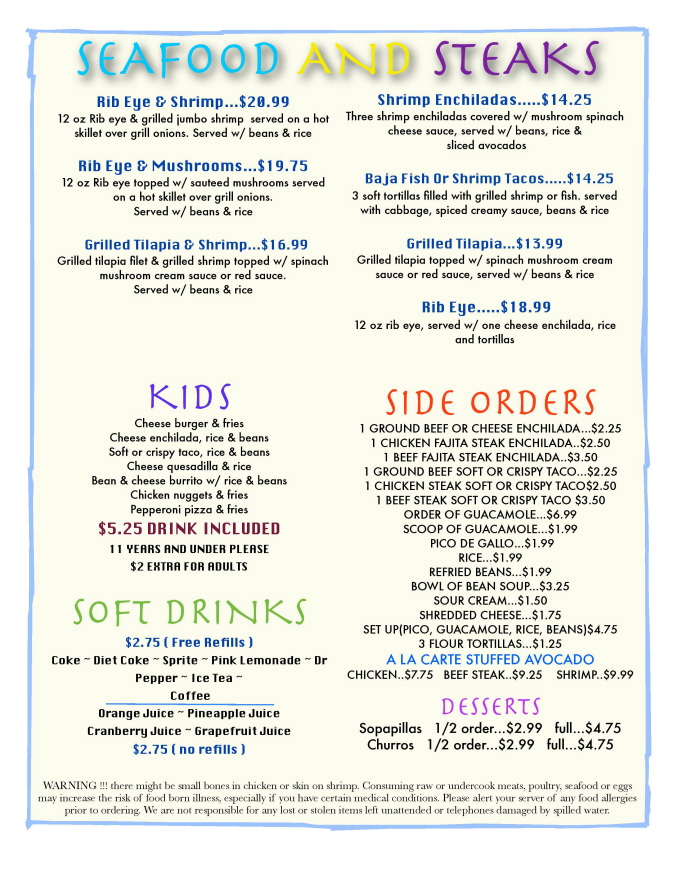 SEAFOOD AND STEAKS
Rib Eye & Shrimp...$20.99
12 oz Rib eye & grilled jumbo shrimp served on a hot
skillet over grill onions. Served w/ beans & rice
Rib Eye & Mushrooms...$19.75
12 oz Rib eye topped w/ sauteed mushrooms served
on a hot skillet over grill onions.
Served w/ beans & rice
Grilled Tilapia & Shrimp...$16.99
Grilled tilapia filet & grilled shrimp topped w/ spinach
mushroom cream sauce or red sauce.
Served w/ beans & rice
Shrimp Enchiladas.....$14.25
Three shrimp enchiladas covered w/ mushroom spinach
cheese sauce, served w/ beans, rice &
sliced avocados
Baja Fish Or Shrimp Tacos.....$14.25
3 soft tortillas filled with grilled shrimp or fish. served
with cabbage, spiced creamy sauce, beans & rice
Grilled Tilapia...$13.99
Grilled tilapia topped w/ spinach mushroom cream
sauce or red sauce, served w/ beans & rice
Rib Eye.....$18.99
12 oz rib eye, served w/ one cheese enchilada, rice
and tortillas
KIDS
Cheese burger & fries
Cheese enchilada, rice & beans
Soft or crispy taco, rice & beans
Cheese quesadilla & rice
Bean & cheese burrito w/ rice & beans
Chicken nuggets & fries
Pepperoni pizza & fries
$5.25 DRINK INCLUDED
11 YEARS AND UNDER PLEASE
$2 EXTRA FOR ADULTS
SOFT DRINKS
$2.75 ( Free Refills )
Coke ~ Diet Coke ~ Sprite ~ Pink Lemonade ~ Dr
Pepper ~ Ice Tea ~
Coffee
Orange Juice ~ Pineapple Juice
Cranberry Juice ~ Grapefruit Juice
$2.75 ( no refills )
SIDE ORDERS
1 GROUND BEEF OR CHEESE ENCHILADA...$2.25
1 CHICKEN FAJITA STEAK ENCHILADA..$2.50
1 BEEF FAJITA STEAK ENCHILADA..$3.50
1 GROUND BEEF SOFT OR CRISPY TACO...$2.25
1 CHICKEN STEAK SOFT OR CRISPY TACO$2.50
1 BEEF STEAK SOFT OR CRISPY TACO $3.50
ORDER OF GUACAMOLE...$6.99
SCOOP OF GUACAMOLE...$1.99
PICO DE GALLO...$1.99
RICE...$1.99
REFRIED BEANS...$1.99
BOWL OF BEAN SOUP...$3.25
SOUR CREAM...$1.50
SHREDDED CHEESE...$1.75
SET UP(PICO, GUACAMOLE, RICE, BEANS)$4.75
3 FLOUR TORTILLAS...$1.25
A LA CARTE STUFFED AVOCADO
CHICKEN..$7.75 BEEF STEAK..$9.25 SHRIMP..$9.99
DESSERTS
Sopapillas 1/2 order...$2.99 full...$4.75
Churros 1/2 order...$2.99 full...$4.75
WARNING !!! there might be small bones in chicken or skin on shrimp. Consuming raw or undercook meats, poultry, seafood or eggs
may increase the risk of food born illness, especially if you have certain medical conditions. Please alert your server of any food allergies
prior to ordering. We are not responsible for any lost or stolen items left unattended or telephones damaged by spilled water.